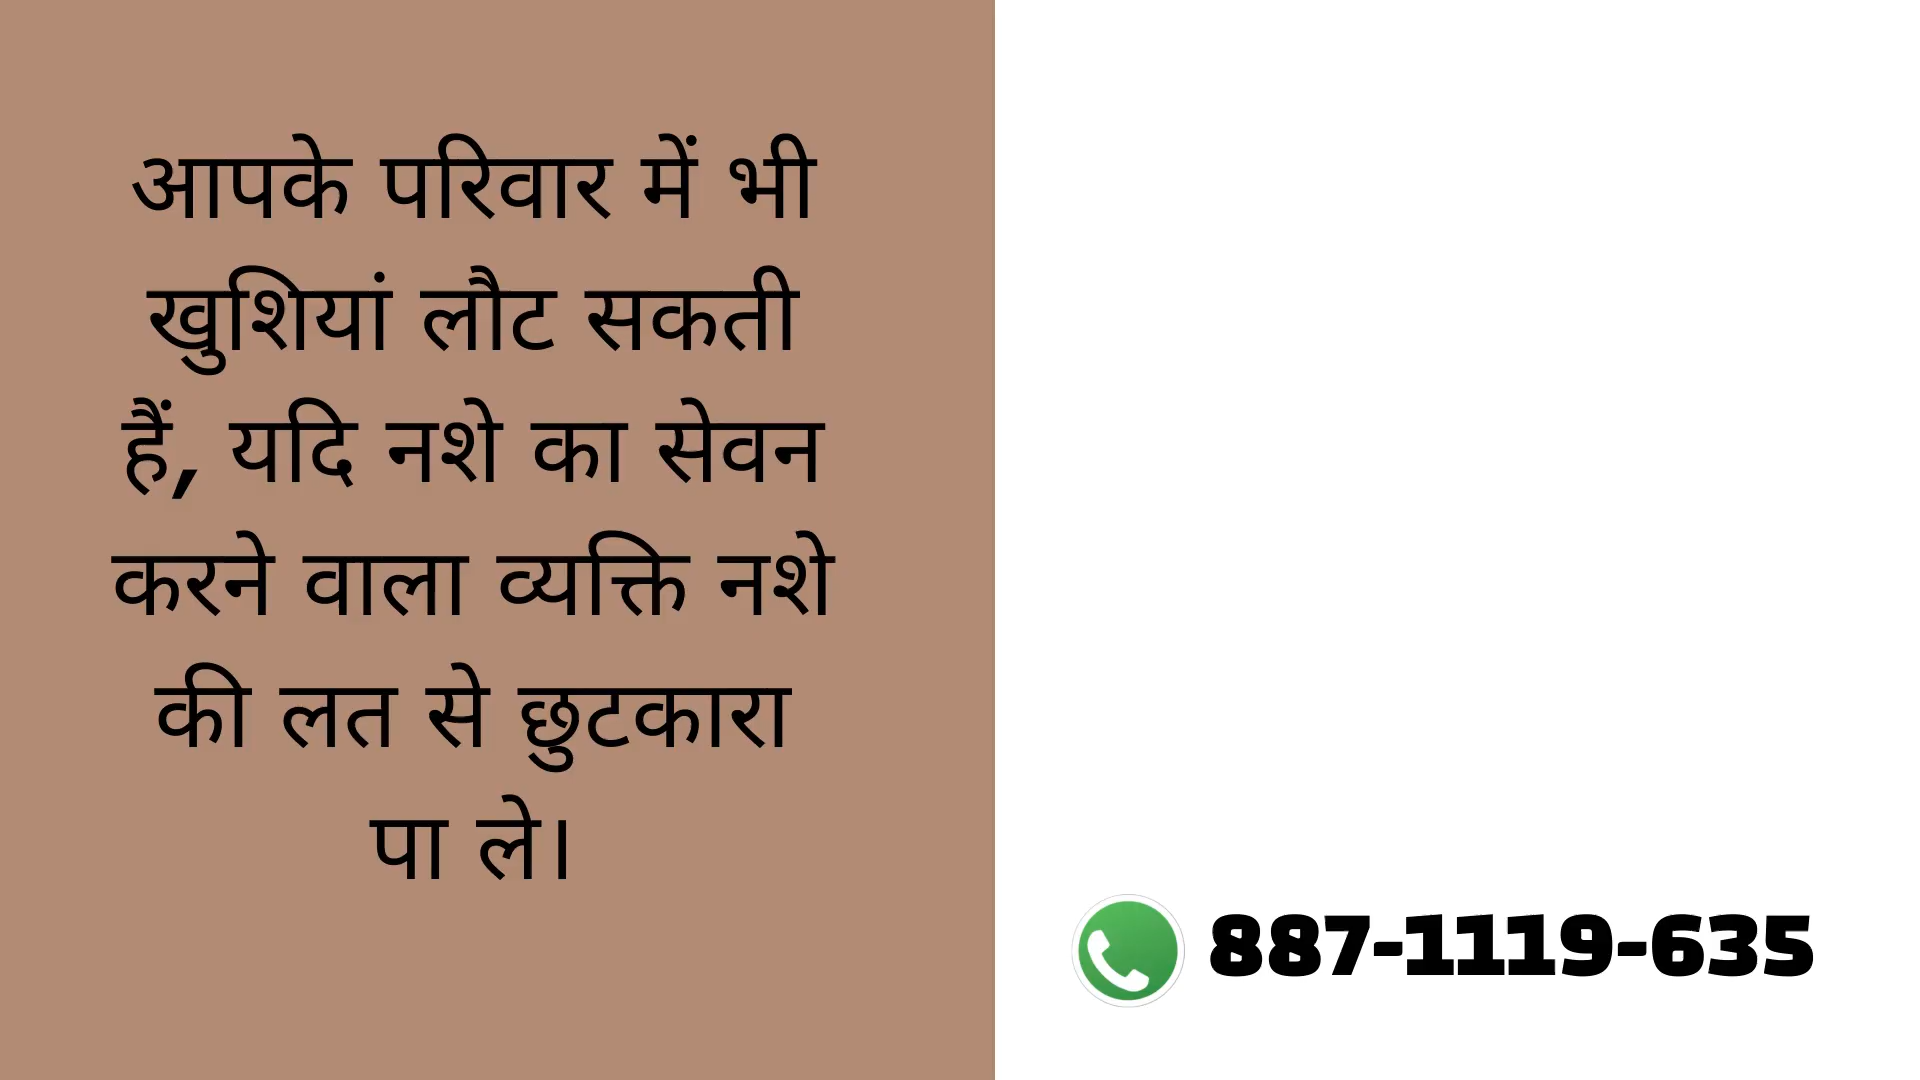 आपके परिवार में भी
खुशियां लौट सकती
हैं, यदि नशे का सेवन
करने वाला व्यक्ति नशे
की लत से छुटकारा
पा ले।
887-1119-635